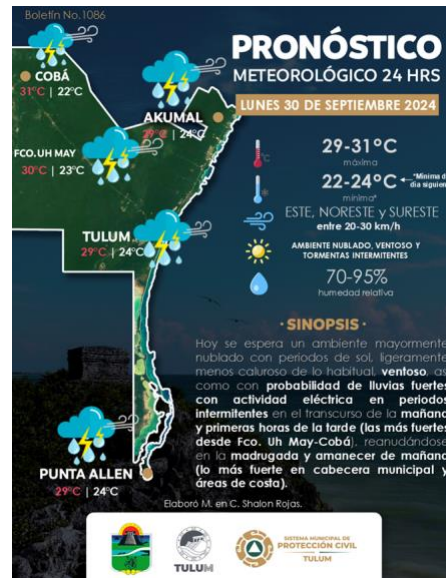 Boletín No.1086
PRONÓSTICO
METEOROLÓGICO 24 HRS
LUNES 30 DE SEPTIEMBRE 2024
COBÁ
31°C | 22°C
AKUMAL
29°C | 24°C
FCO. UH MAY
30°C | 23°C
TULUM
29°C | 24°C
PUNTA ALLEN
29°C | 24°C
°C
29-31°C
máxima
22-24°C
mínima*
*Mínima d
día siguie
ESTE, NORESTE y SURESTE
entre 20-30 km/h
AMBIENTE NUBLADO, VENTOSO Y
TORMENTAS INTERMITENTES
70-95%
humedad relativa
· SINOPSIS ·
Hoy se espera un ambiente mayormente
nublado con periodos de sol, ligeramente
menos caluroso de lo habitual, ventoso, as
como con probabilidad de lluvias fuertes
con actividad eléctrica en periodos
intermitentes en el transcurso de la mañana
y primeras horas de la tarde (las más fuertes
desde Fco. Uh May-Cobá), reanudándose
en la madrugada y amanecer de mañana
(lo más fuerte en cabecera municipal y
áreas de costa).
Elaboró M. en C. Shalon Rojas.
TULUM
SISTEMA MUNICIPAL DE
PROTECCIÓN CIVIL
TULUM